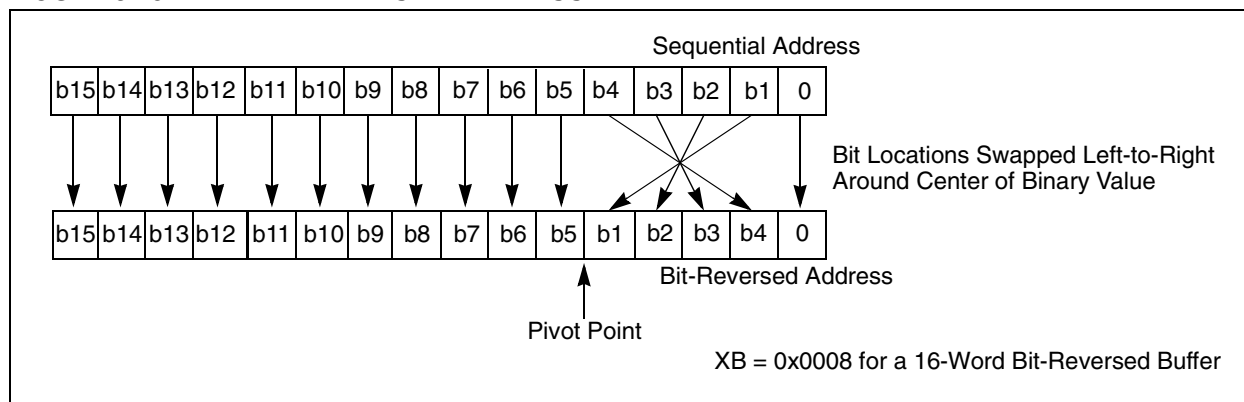 Sequential Address
b15 b14 b13 b12 b11 b10 b9 b8 b7 b6 b5 b4 b3 b2 b1 0
Bit Locations Swapped Left-to-Right
Around Center of Binary Value
b15 b14 b13 b12 b11 b10 b9 b8 b7 b6 b5 b1 b2 b3 b4 0
Bit-Reversed Address
Pivot Point
XB = 0x0008 for a 16-Word Bit-Reversed Buffer